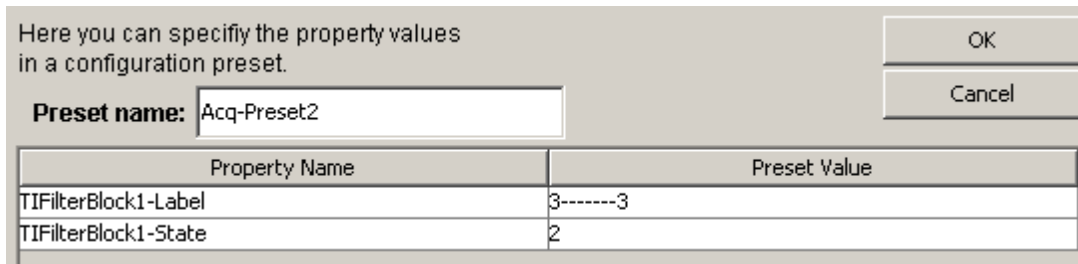 Here you can specifiy the property values
in a configuration preset.
OK
Cancel
Preset name: Acq-Preset2
Property Name Preset Value
TIFilterBlock1-Label 3-------3
TIFilterBlock1-State 2